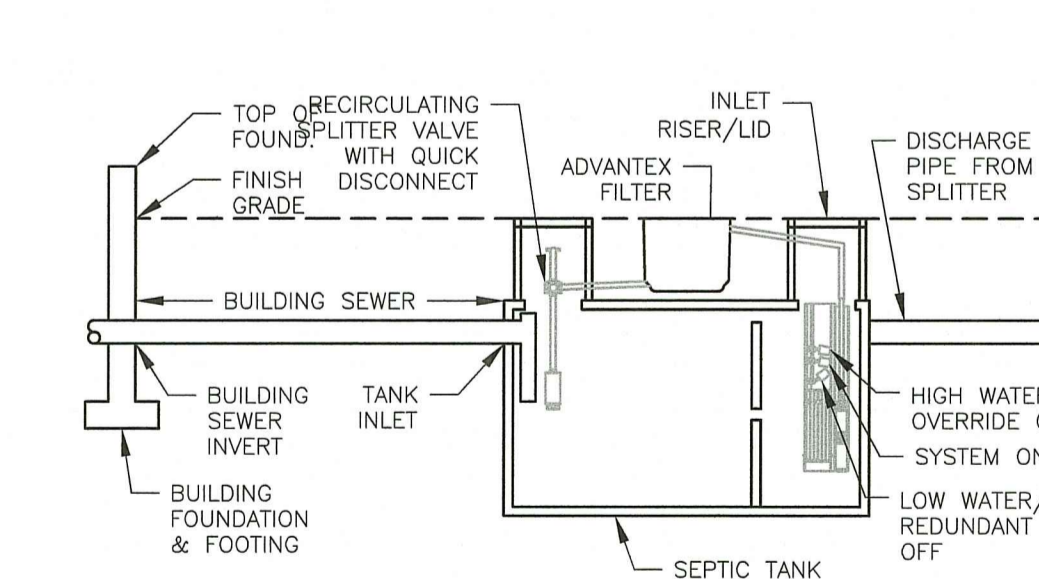 TOP OF
FOUND.
RECIRCULATING
SPLITTER VALVE
WITH QUICK
DISCONNECT
FINISH
GRADE
INLET
RISER/LID
ADVANTEX
FILTER
DISCHARGE
PIPE FROM
SPLITTER
BUILDING SEWER
BUILDING
SEWER
INVERT
TANK
INLET
HIGH WATER
OVERRIDE
SYSTEM ON
LOW WATER/
REDUNDANT
OFF
BUILDING
FOUNDATION
& FOOTING
SEPTIC TANK